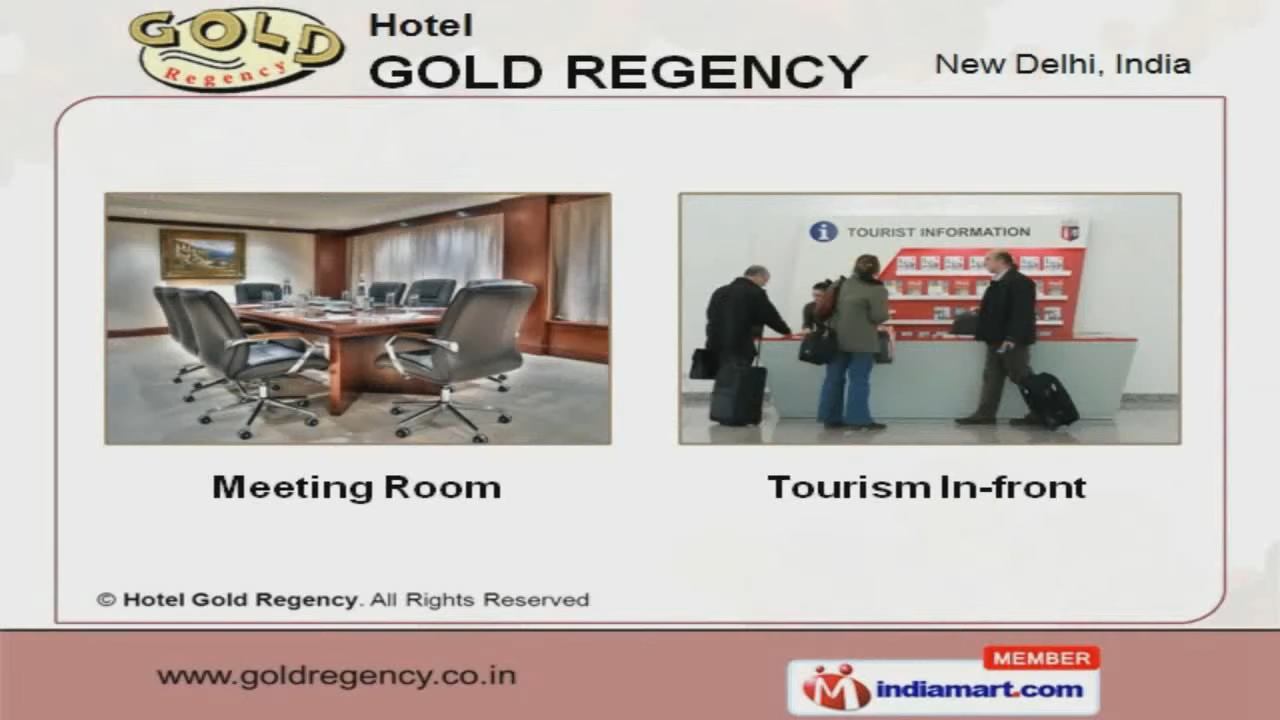 GOLD
Regency
Hotel
GOLD REGENCY
New Delhi, India
i TOURIST INFORMATION
Meeting Room
Tourism In-front
© Hotel Gold Regency. All Rights Reserved
www.goldregency.co.in
MEMBER
indiamart.com